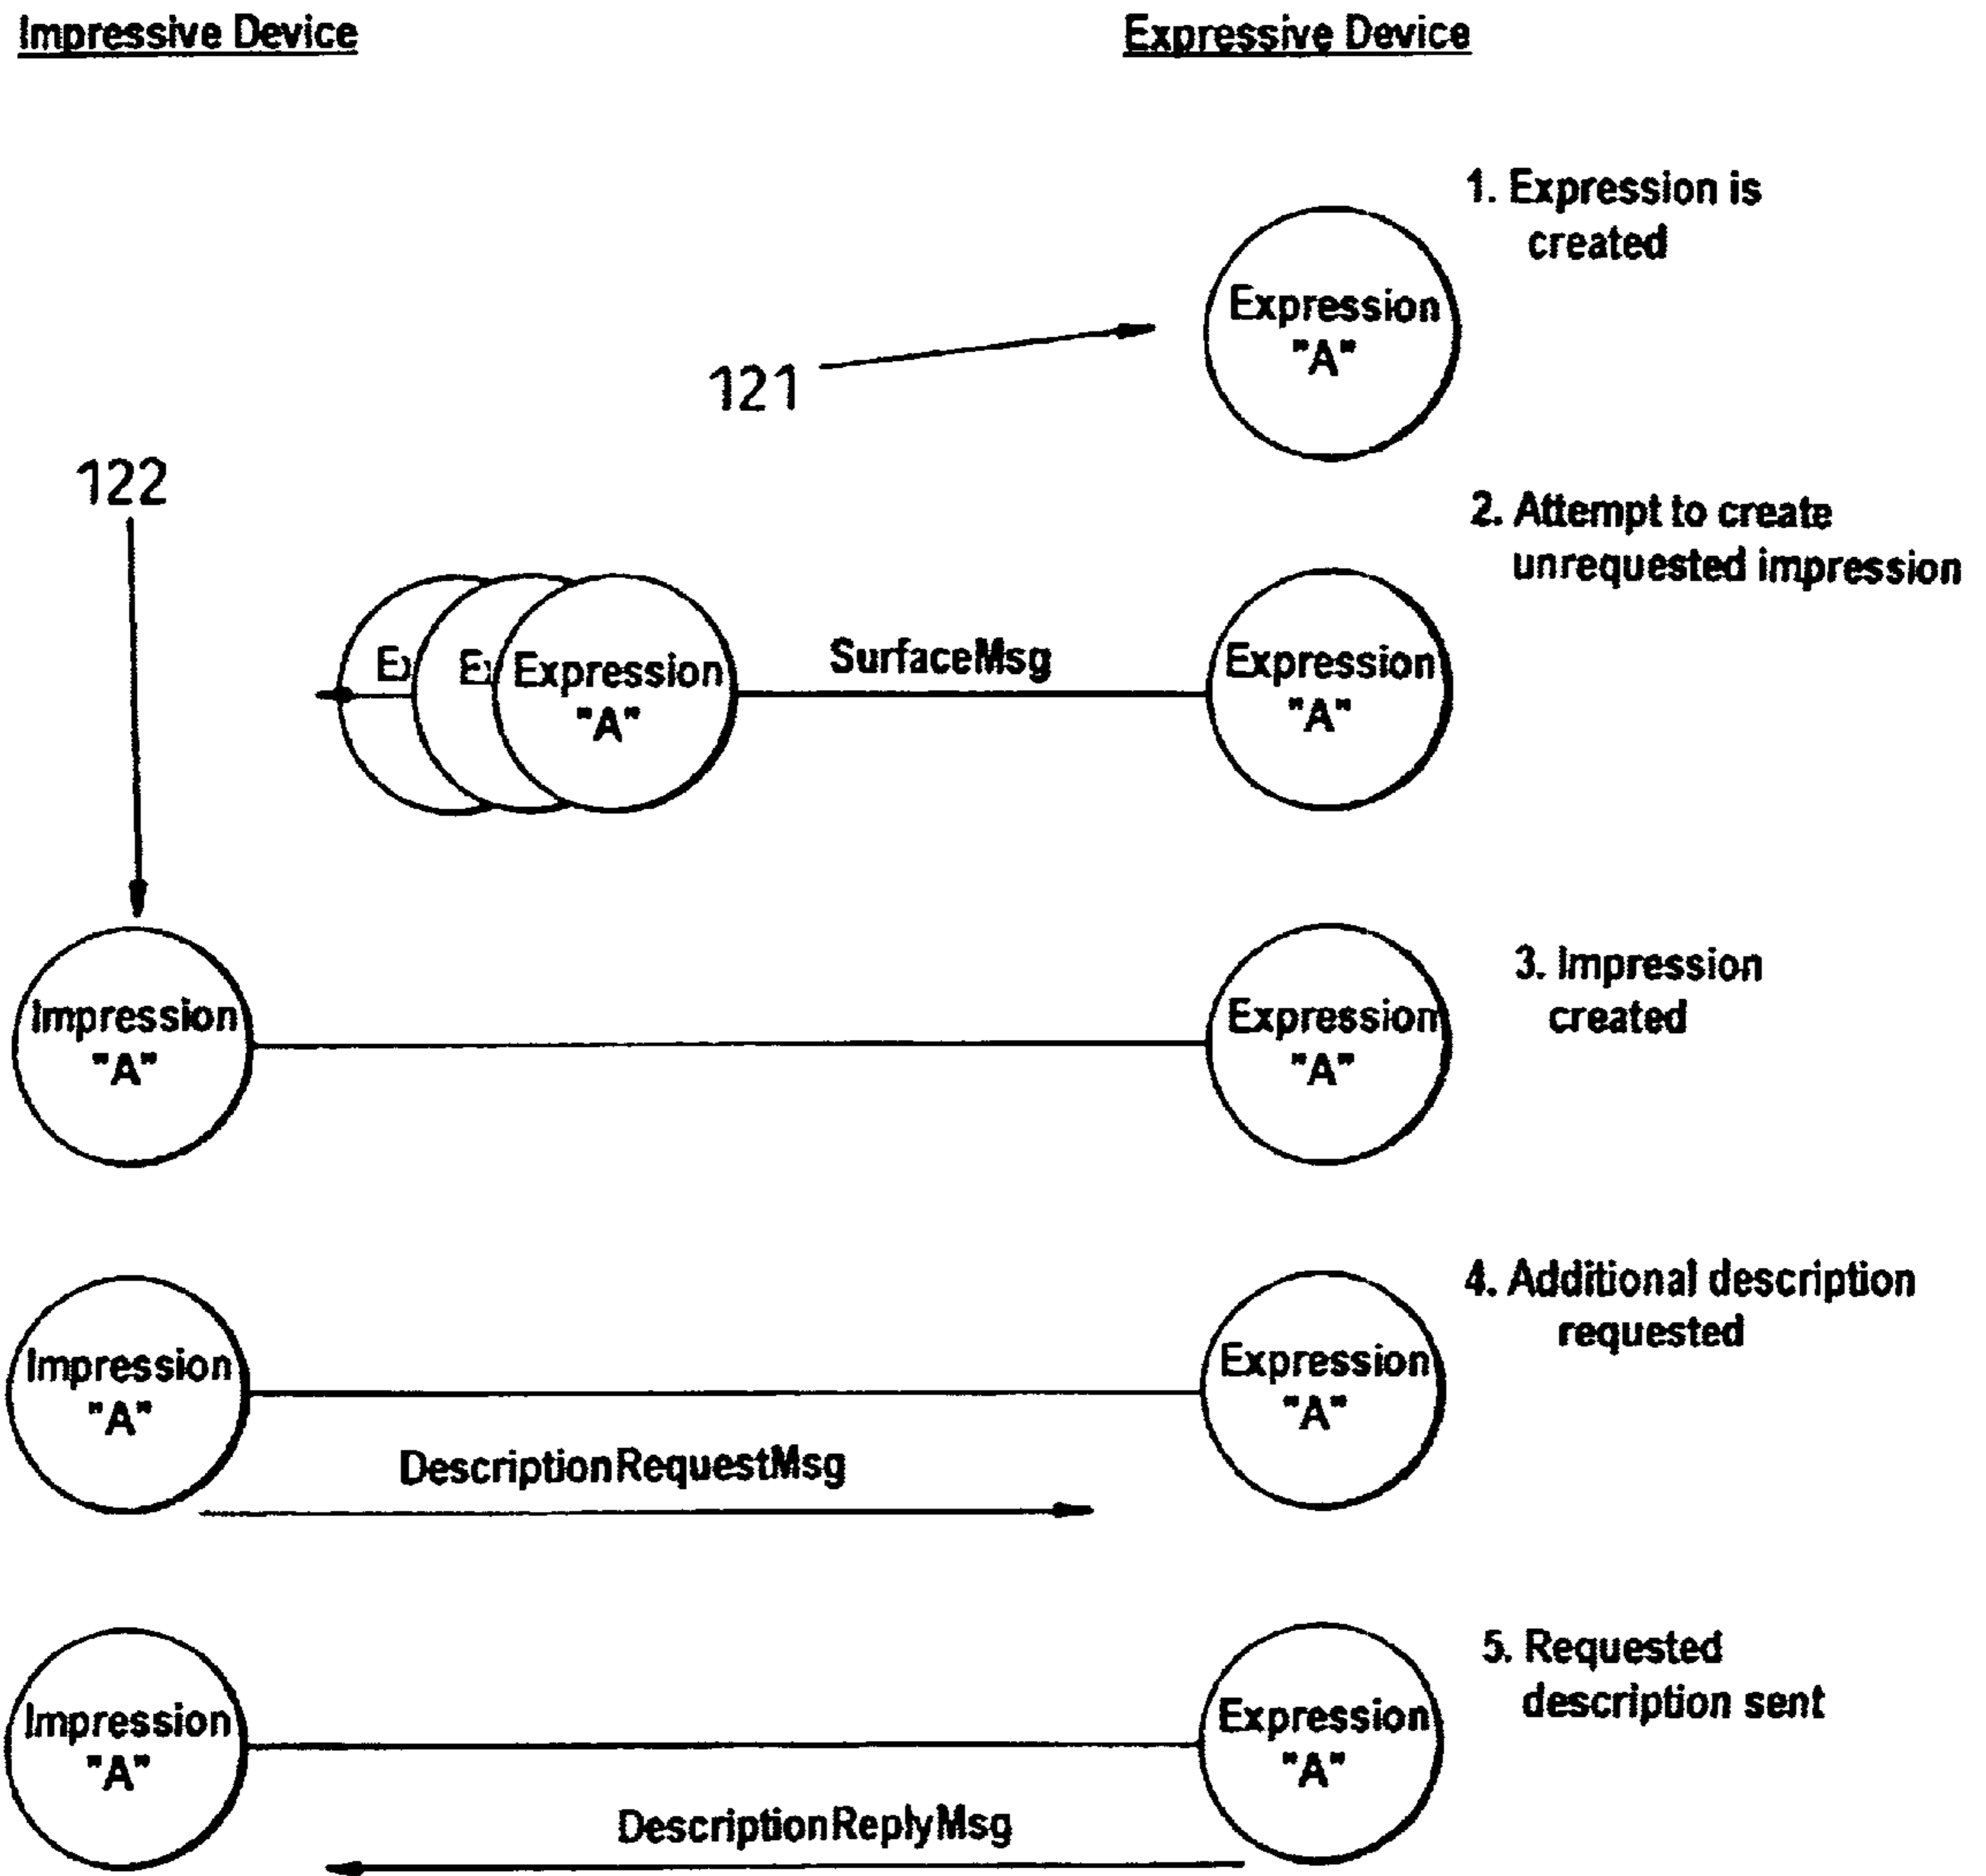 Impressive Device
Expressive Device
1. Expression is
created
Expression
"A"
121
122
2. Attempt to create
unrequested impression
Ex
Ex
Expression
"A"
SurfaceMsg
Expression
"A"
3. Impression
created
Impression
"A"
Expression
"A"
4. Additional description
requested
Impression
"A"
Expression
"A"
DescriptionRequestMsg
5. Requested
description sent
Impression
"A"
Expression
"A"
DescriptionReplyMsg